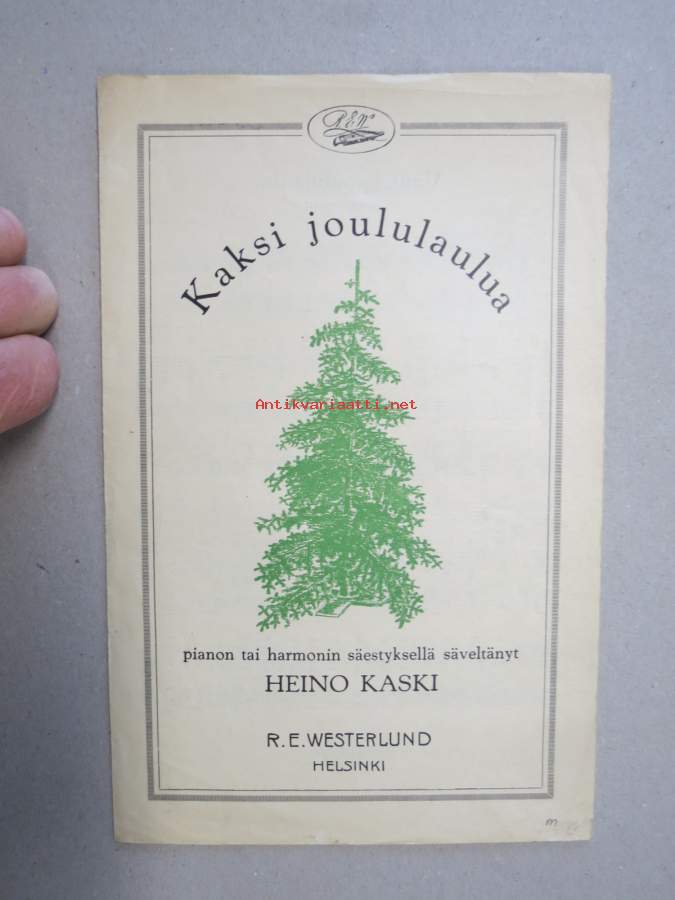 R.E.W.
Kaksi joululaulua
Antikvariaatti.net
pianon tai harmonin säestyksellä säveltänyt
HEINO KASKI
R.E.WESTERLUND
HELSINKI
m